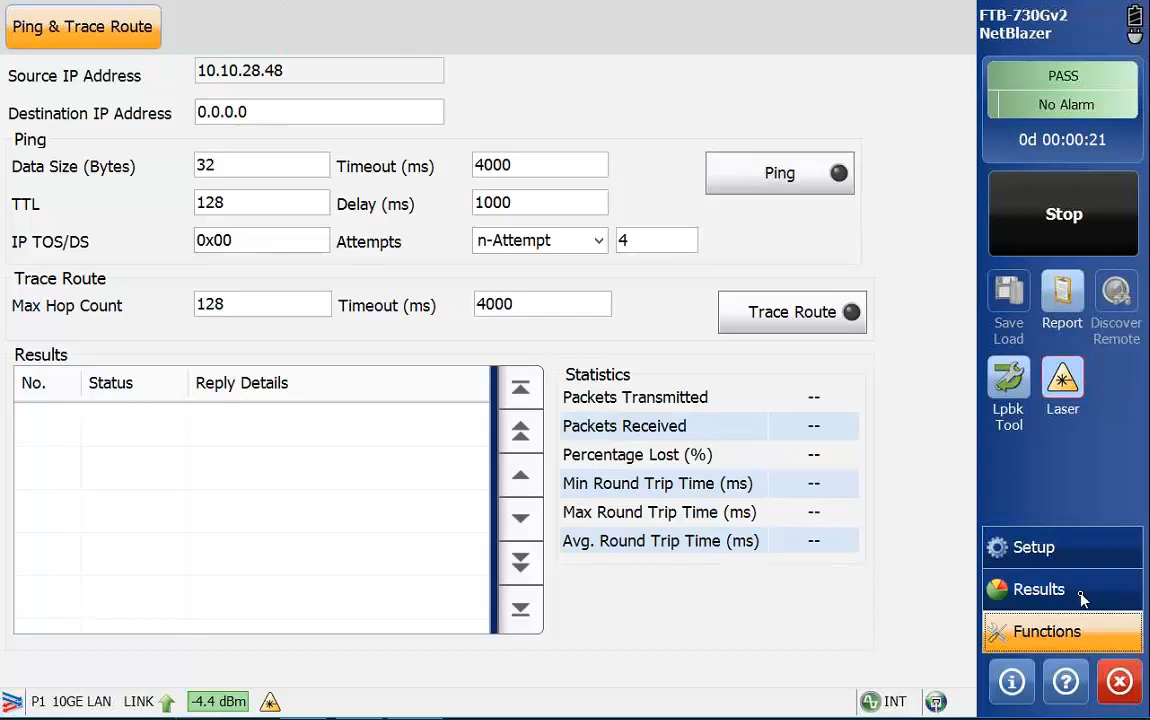 Ping & Trace Route
FTB-730Gv2
NetBlazer
Source IP Address 10.10.28.48
Destination IP Address 0.0.0.0
Ping
Data Size (Bytes) 32 Timeout (ms) 4000 Ping
TTL 128 Delay (ms) 1000
IP TOS/DS 0x00 Attempts n-Attempt 4
Trace Route
Max Hop Count 128 Timeout (ms) 4000 Trace Route
Results
No. Status Reply Details
Statistics
Packets Transmitted --
Packets Received --
Percentage Lost (%) --
Min Round Trip Time (ms) --
Max Round Trip Time (ms) --
Avg. Round Trip Time (ms) --
PASS
No Alarm
0d 00:00:21
Stop
Save
Load
Report
Discover
Remote
Lpbk
Tool
Laser
Setup
Results
Functions
P1 10GE LAN LINK -4.4 dBm INT